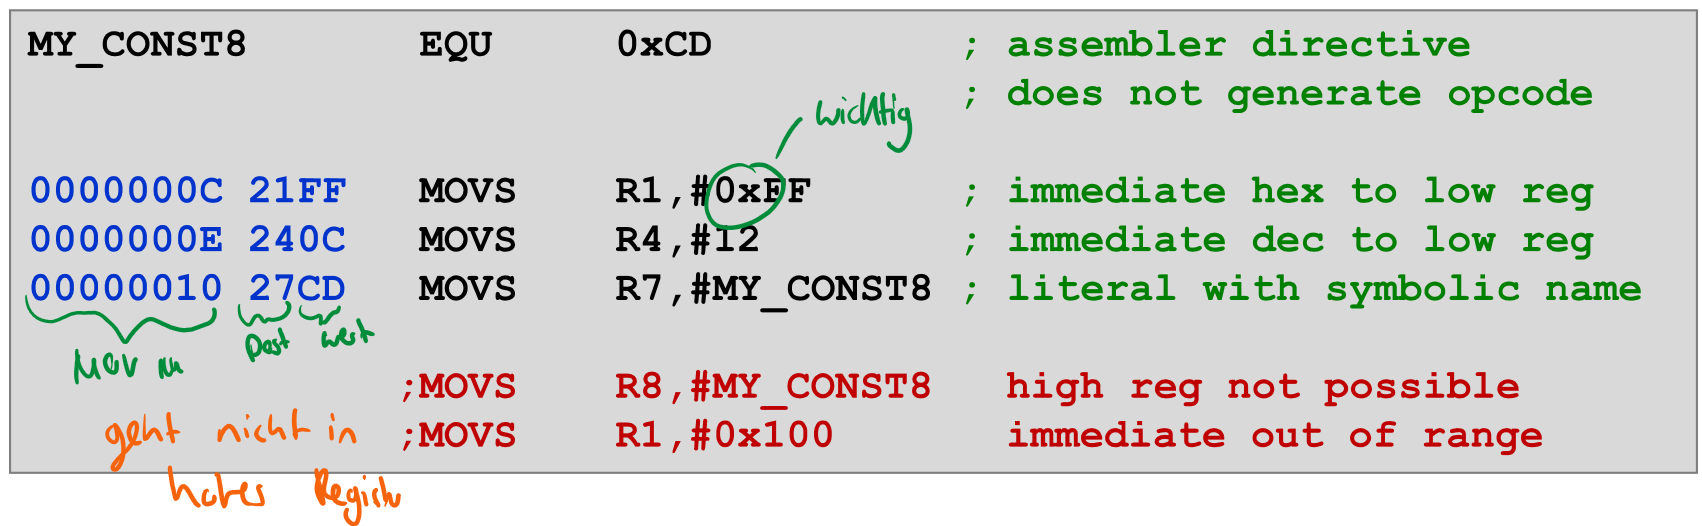 MY_CONST8 EQU 0xCD ; assembler directive
; does not generate opcode
wichtig
0000000C 21FF MOVS R1,#0xFF ; immediate hex to low reg
0000000E 240C MOVS R4,#12 ; immediate dec to low reg
00000010 27CD MOVS R7,#MY_CONST8 ; literal with symbolic name
wert
;MOVS R8,#MY_CONST8 high reg not possible
geht nicht in ;MOVS R1,#0x100 immediate out of range
hohes Register